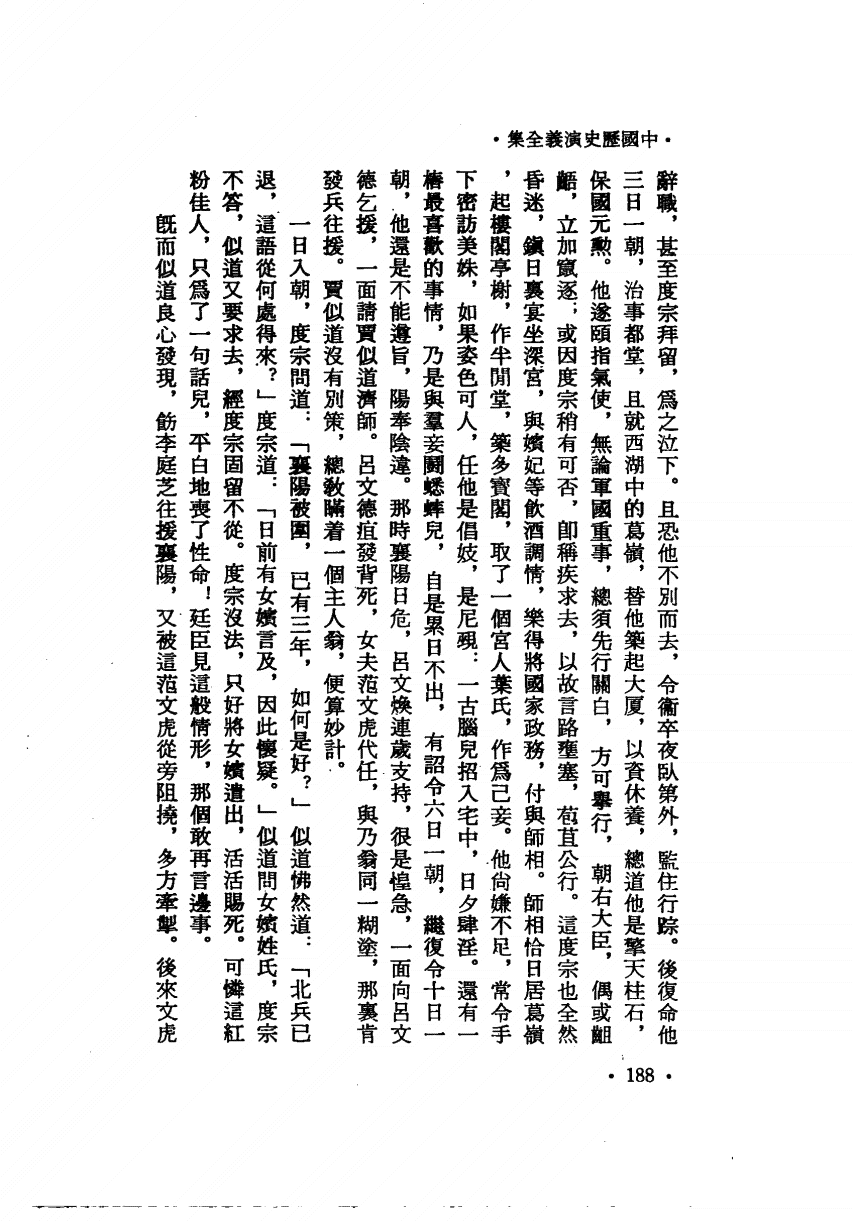 ·中國歷史演義全集·
辭職，甚至度宗拜留，爲之泣下。且恐他不別而去，令衞卒夜臥第外，監住行踪。後復命他
三日一朝，治事都堂，且就西湖中的葛嶺，替他築起大厦，以資休養，總道他是擎天柱石，
保國元勲。他遂頤指氣使，無論軍國重事，總須先行關白，方可舉行，朝右大臣，偶或齟
齬，立加竄逐；或因度宗稍有可否，卽稱疾求去，以故言路壅塞，苞苴公行。這度宗也全然
昏迷，鎭日裏宴坐深宮，與嬪妃等飲酒調情，樂得將國家政務，付與師相。師相恰日居葛嶺
，起樓閣亭榭，作半閒堂，築多寶閣，取了一個宮人葉氏，作爲己妾。他尙嫌不足，常令手
下密訪美姝，如果姿色可人，任他是倡妓，是尼覡；一古腦兒招入宅中，日夕肆淫。還有一
樁最喜歡的事情，乃是與羣妾鬪蟋蟀兒，自是累日不出，有詔令六日一朝，繼復令十日一
朝，他還是不能遵旨，陽奉陰違。那時襄陽日危，呂文煥連歲支持，很是惶急，一面向呂文
德乞援，一面請賈似道濟師。呂文德疽發背死，女夫范文虎代任，與乃翁同一糊塗，那裏肯
發兵往援。賈似道沒有別策，總敎瞞着一個主人翁，便算妙計。
一日入朝，度宗問道：「襄陽被圍，已有三年，如何是好？」似道怫然道：「北兵已
退，這語從何處得來？」度宗道：「日前有女嬪言及，因此懷疑。」似道問女嬪姓氏，度宗
不答，似道又要求去，經度宗固留不從。度宗沒法，只好將女嬪遣出，活活賜死。可憐這紅
粉佳人，只爲了一句話兒，平白地喪了性命！廷臣見這般情形，那個敢再言邊事。
旣而似道良心發現，飭李庭芝往援襄陽，又被這范文虎從旁阻撓，多方牽掣。後來文虎
·188·